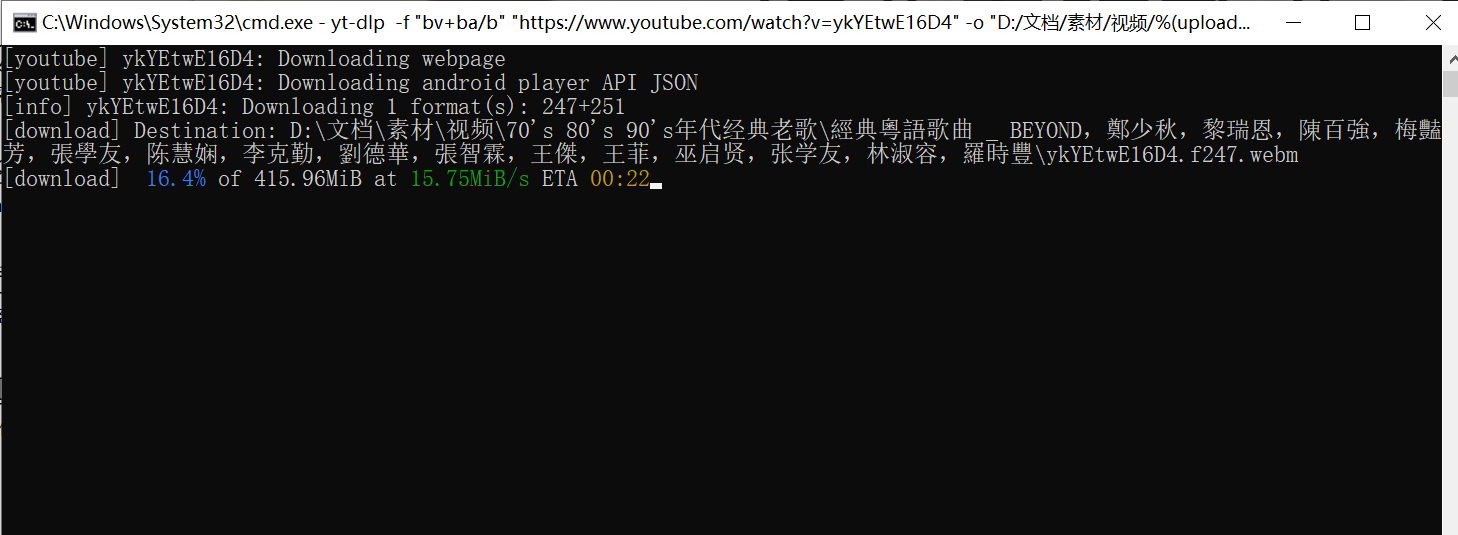 C:\Windows\System32\cmd.exe - yt-dlp  -f "bv+ba/b" "https://www.youtube.com/watch?v=ykYEtwE16D4" -o "D:/文档/素材/视频/%(upload...
[youtube] ykYEtwE16D4: Downloading webpage
[youtube] ykYEtwE16D4: Downloading android player API JSON
[info] ykYEtwE16D4: Downloading 1 format(s): 247+251
[download] Destination: D:\文档\素材\视频\70's 80's 90's年代经典老歌\經典粵語歌曲 _ BEYOND，鄭少秋，黎瑞恩，陳百強，梅豔
芳，張學友，陈慧娴，李克勤，劉德華，張智霖，王傑，王菲，巫启贤，张学友，林淑容，羅時豐\ykYEtwE16D4.f247.webm
[download]  16.4% of 415.96MiB at 15.75MiB/s ETA 00:22